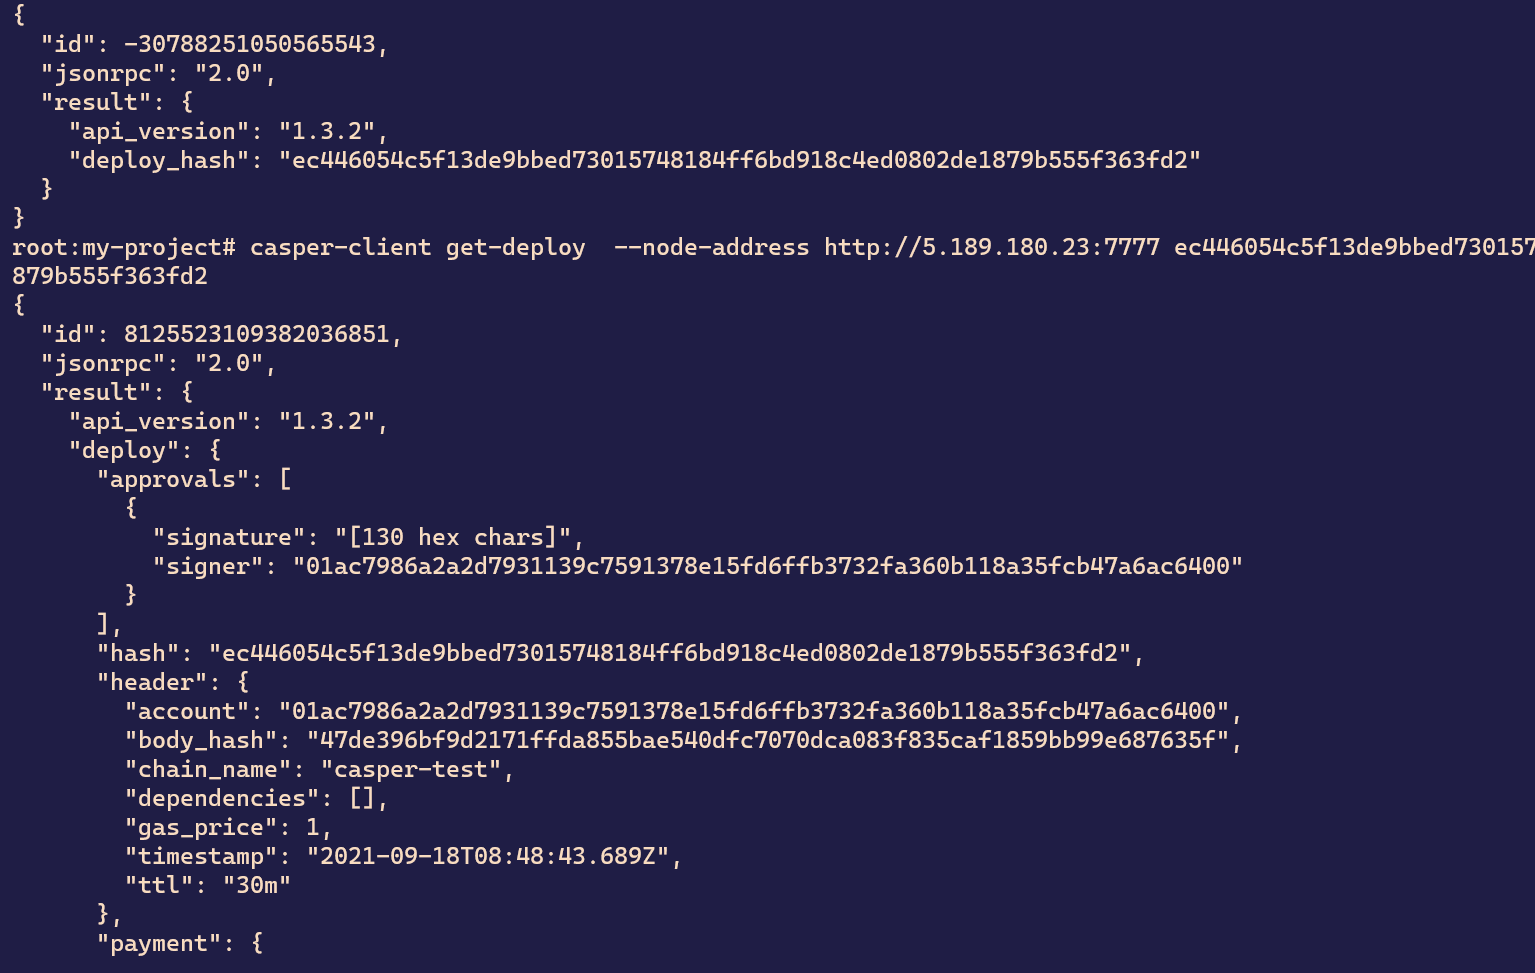 {
  "id": -30788251050565543,
  "jsonrpc": "2.0",
  "result": {
    "api_version": "1.3.2",
    "deploy_hash": "ec446054c5f13de9bbed73015748184ff6bd918c4ed0802de1879b555f363fd2"
  }
}
root:my-project# casper-client get-deploy  --node-address http://5.189.180.23:7777 ec446054c5f13de9bbed730157
879b555f363fd2
{
  "id": 8125523109382036851,
  "jsonrpc": "2.0",
  "result": {
    "api_version": "1.3.2",
    "deploy": {
      "approvals": [
        {
          "signature": "[130 hex chars]",
          "signer": "01ac7986a2a2d7931139c7591378e15fd6ffb3732fa360b118a35fcb47a6ac6400"
        }
      ],
      "hash": "ec446054c5f13de9bbed73015748184ff6bd918c4ed0802de1879b555f363fd2",
      "header": {
        "account": "01ac7986a2a2d7931139c7591378e15fd6ffb3732fa360b118a35fcb47a6ac6400",
        "body_hash": "47de396bf9d2171ffda855bae540dfc7070dca083f835caf1859bb99e687635f",
        "chain_name": "casper-test",
        "dependencies": [],
        "gas_price": 1,
        "timestamp": "2021-09-18T08:48:43.689Z",
        "ttl": "30m"
      },
      "payment": {